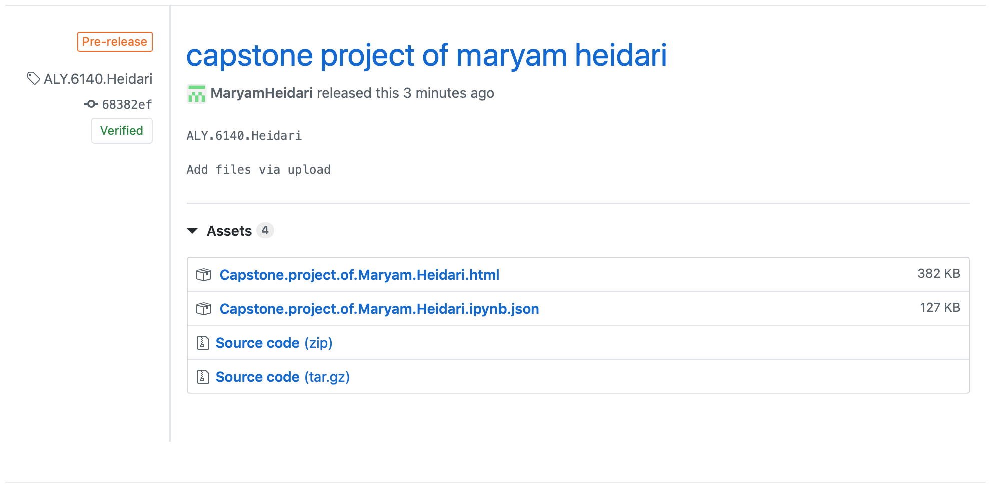 Pre-release
ALY.6140.Heidari
68382ef
Verified
capstone project of maryam heidari
MaryamHeidari released this 3 minutes ago
ALY.6140.Heidari
Add files via upload
Assets 4
Capstone.project.of.Maryam.Heidari.html 382 KB
Capstone.project.of.Maryam.Heidari.ipynb.json 127 KB
Source code (zip)
Source code (tar.gz)